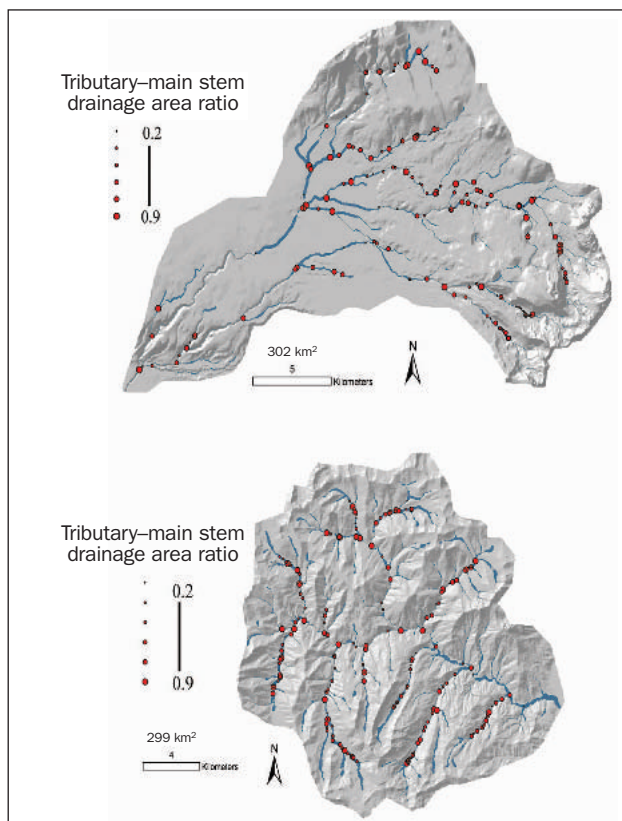 Tributary–main stem
drainage area ratio
0.2
0.9
302 km²
5
Kilometers
N
Tributary–main stem
drainage area ratio
0.2
0.9
299 km²
4
Kilometers
N